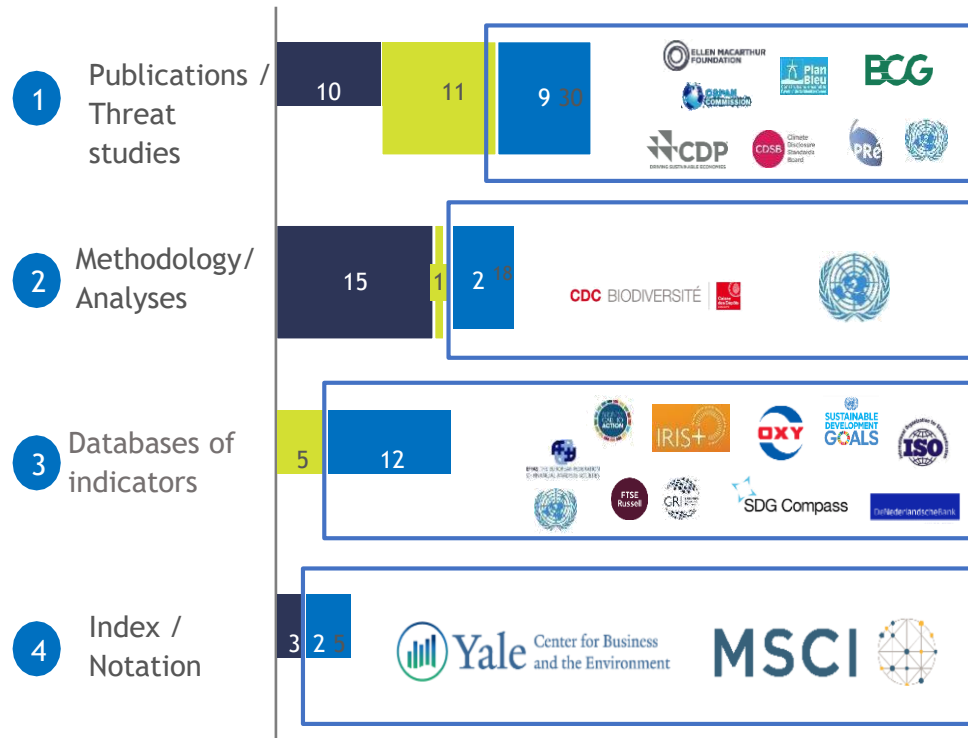 1
Publications /
Threat
studies
10
11
9
30
ELLEN MACARTHUR
FOUNDATION
Plan
Bleu
BCG
COMMISSION
CDP
DRIVING SUSTAINABLE ECONOMIES
CDSB
Climate
Disclosure
Standards
Board
PRé
2
Methodology/
Analyses
15
1
2
18
CDC BIODIVERSITÉ
3
Databases of
indicators
5
12
ACTION
IRIS+
OXY
SUSTAINABLE
DEVELOPMENT
GOALS
ISO
FTSE
Russell
GRI
SDG Compass
DeNederlandscheBank
4
Index /
Notation
3
2
5
Yale
Center for Business
and the Environment
MSCI